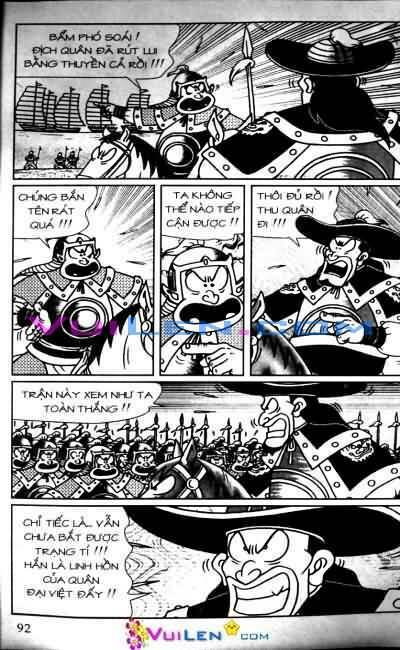 BẨM PHÓ SOÁI !
ĐỊCH QUÂN ĐÃ RÚT LUI
BẰNG THUYỀN CẢ RỒI !!!
CHÚNG BẮN
TÊN RÁT
QUÁ !!!
TA KHÔNG
THỂ NÀO TIẾP
CẬN ĐƯỢC !!
THÔI ĐỦ RỒI !
THU QUÂN
ĐI !!!
VUILEN.COM
TRẬN NÀY XEM NHƯ TA
TOÀN THẮNG !!
CHỈ TIẾC LÀ.. VẪN
CHƯA BẮT ĐƯỢC
TRẠNG TÍ !!!
HẮN LÀ LINH HỒN
CỦA QUÂN
ĐẠI VIỆT ĐẤY !!
92
VUILEN.COM